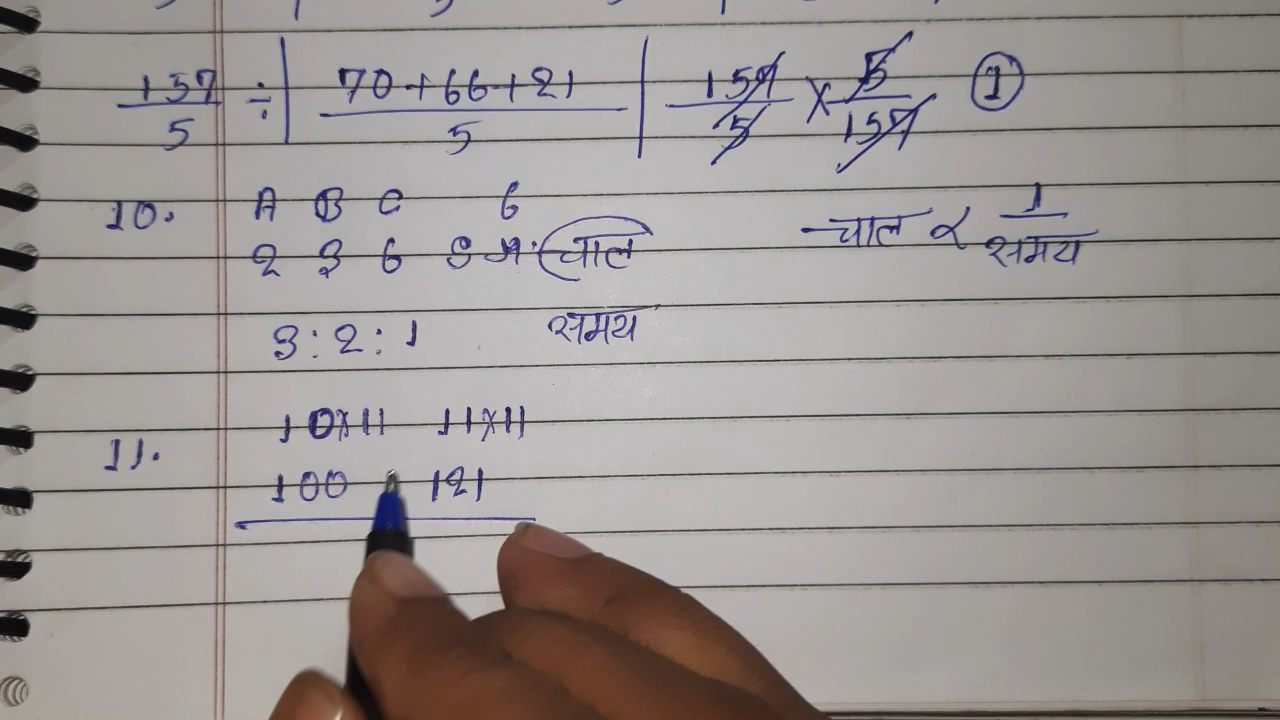 157/5 ÷ | 70+66+21/5 | 157/5 × 5/157 ①
10. A B C 6
2 3 6 चाल चाल ∝ 1/समय
3:2:1 समय
11. 10×11 11×11
100 121